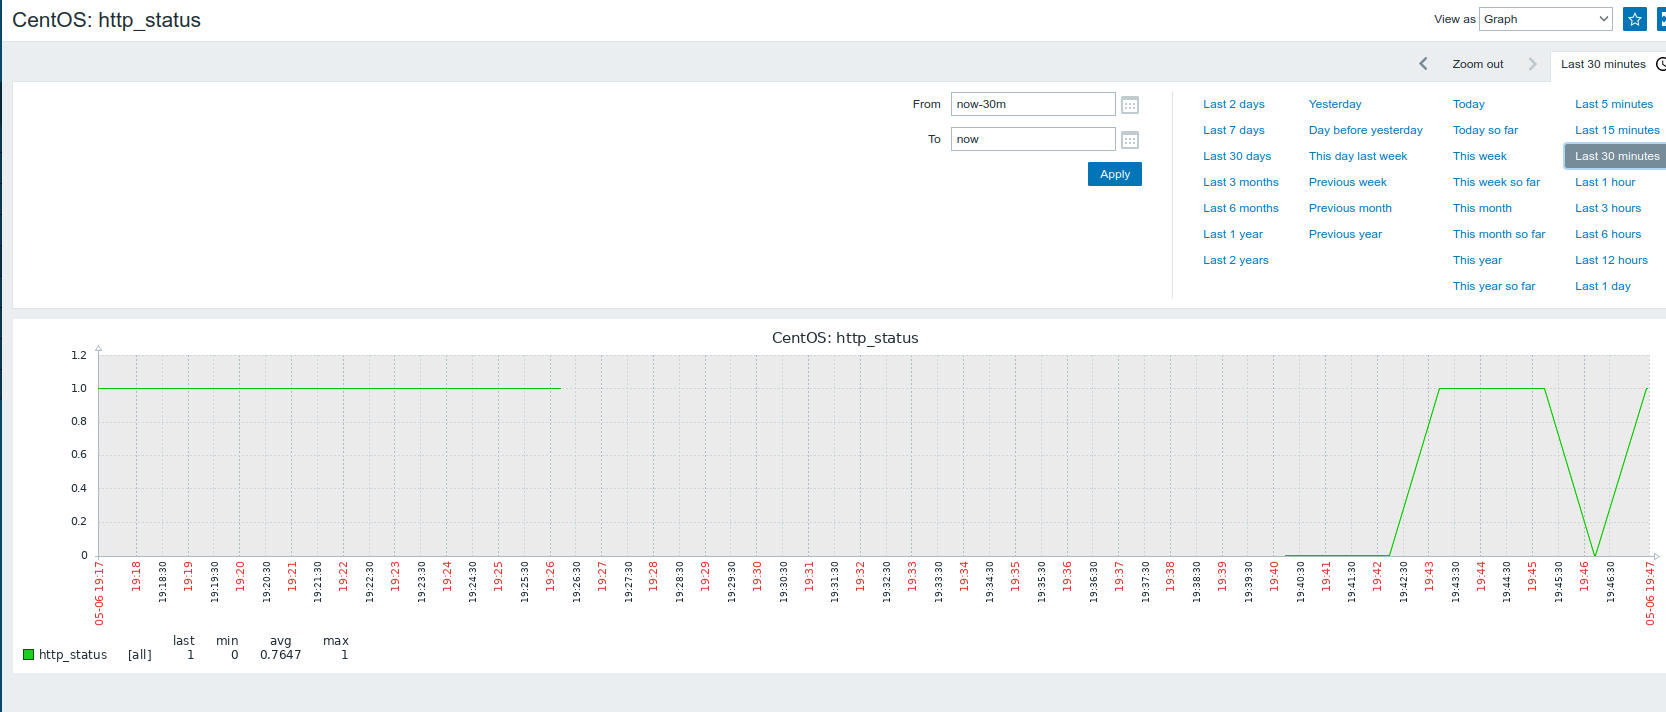 CentOS: http_status
View as Graph
Zoom out
Last 30 minutes
From now-30m
To now
Apply
Last 2 days Yesterday Today Last 5 minutes
Last 7 days Day before yesterday Today so far Last 15 minutes
Last 30 days This day last week This week Last 30 minutes
Last 3 months Previous week This week so far Last 1 hour
Last 6 months Previous month This month Last 3 hours
Last 1 year Previous year This month so far Last 6 hours
Last 2 years This year Last 12 hours
This year so far Last 1 day
CentOS: http_status
1.2
1.0
0.8
0.6
0.4
0.2
0
05-06 19:17 19:18 19:18:30 19:19 19:19:30 19:20 19:20:30 19:21 19:21:30 19:22 19:22:30 19:23 19:23:30 19:24 19:24:30 19:25 19:25:30 19:26 19:26:30 19:27 19:27:30 19:28 19:28:30 19:29 19:29:30 19:30 19:30:30 19:31 19:31:30 19:32 19:32:30 19:33 19:33:30 19:34 19:34:30 19:35 19:35:30 19:36 19:36:30 19:37 19:37:30 19:38 19:38:30 19:39 19:39:30 19:40 19:40:30 19:41 19:41:30 19:42 19:42:30 19:43 19:43:30 19:44 19:44:30 19:45 19:45:30 19:46 19:46:30 05-06 19:47
last min avg max
http_status [all] 1 0 0.7647 1